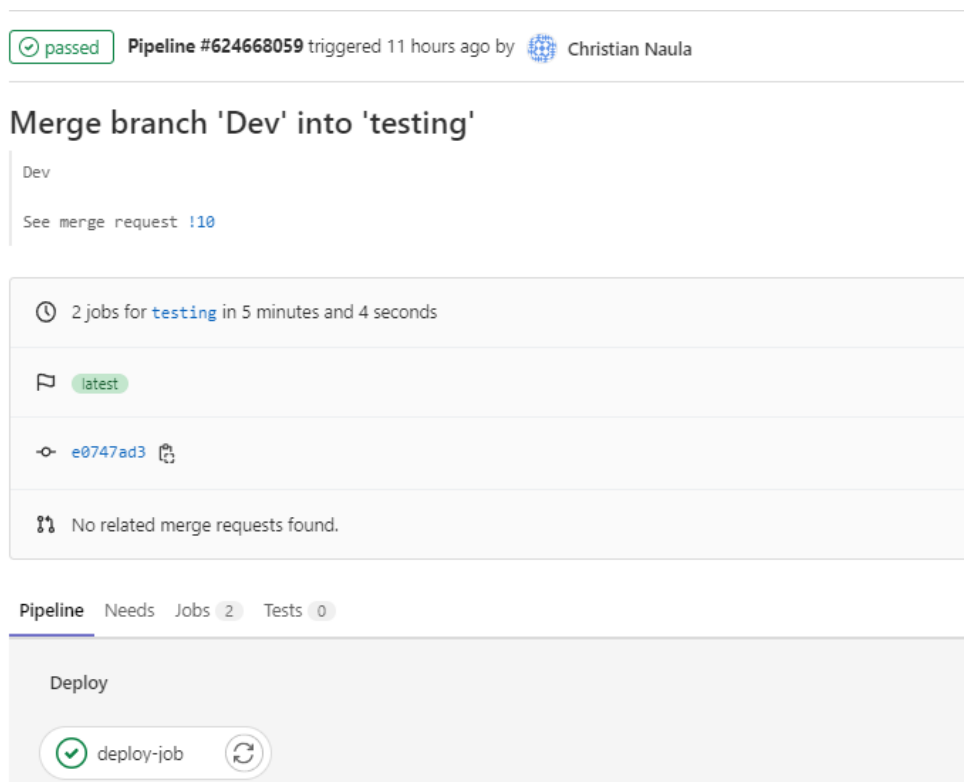 passed Pipeline #624668059 triggered 11 hours ago by Christian Naula
Merge branch 'Dev' into 'testing'
Dev
See merge request !10
2 jobs for testing in 5 minutes and 4 seconds
latest
e0747ad3
No related merge requests found.
Pipeline Needs Jobs 2 Tests 0
Deploy
deploy-job